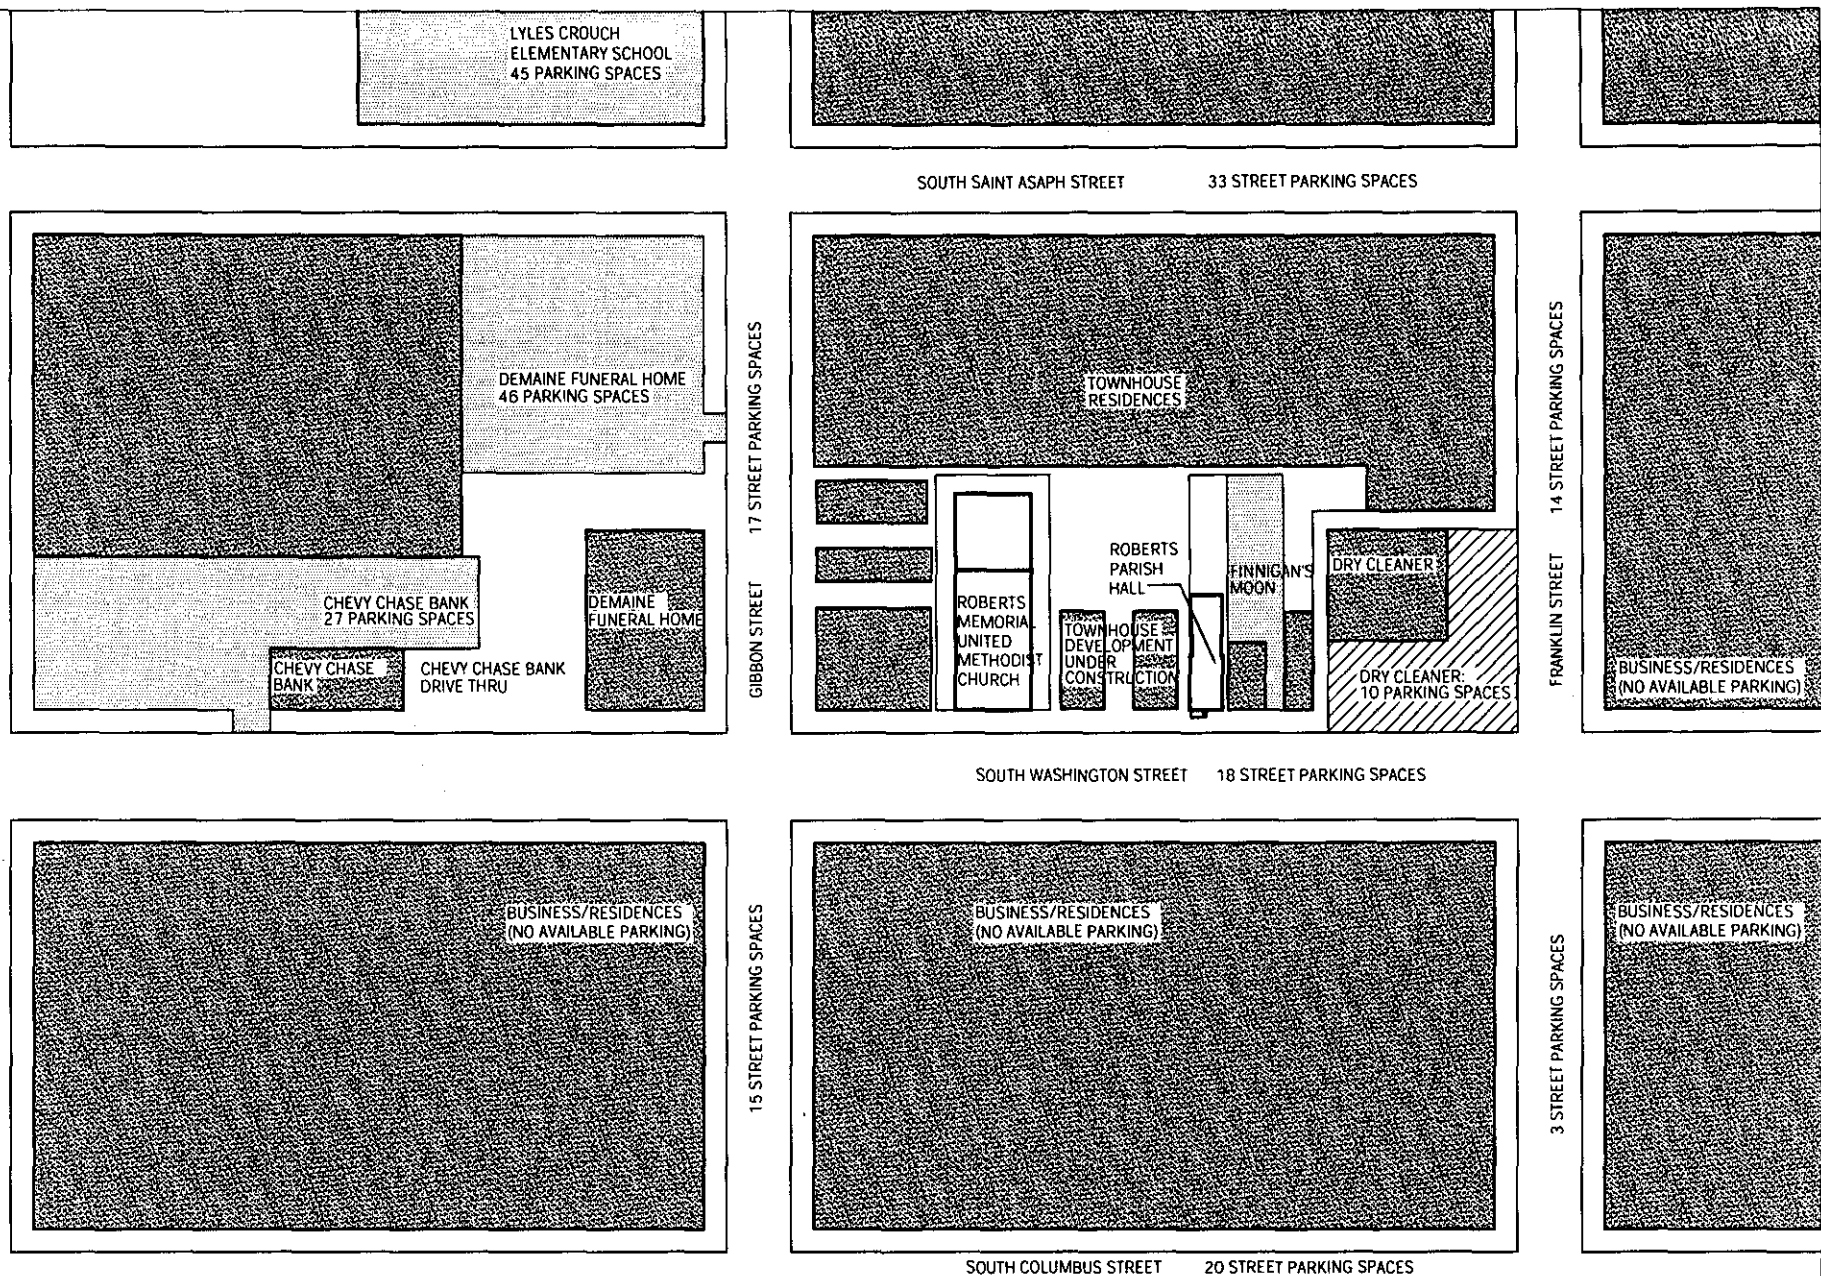 LYLES CROUCH
ELEMENTARY SCHOOL
45 PARKING SPACES
SOUTH SAINT ASAPH STREET 33 STREET PARKING SPACES
DEMAINE FUNERAL HOME
46 PARKING SPACES
GIBBON STREET 17 STREET PARKING SPACES
TOWNHOUSE
RESIDENCES
FRANKLIN STREET 14 STREET PARKING SPACES
CHEVY CHASE BANK
27 PARKING SPACES
CHEVY CHASE
BANK
CHEVY CHASE BANK
DRIVE THRU
DEMAINE
FUNERAL HOME
ROBERTS
MEMORIA
UNITED
METHODIST
CHURCH
TOWNHOUSE
DEVELOPMENT
UNDER
CONSTRUCTION
ROBERTS
PARISH
HALL
FINNIGAN'S
MOON
DRY CLEANER
DRY CLEANER:
10 PARKING SPACES
BUSINESS/RESIDENCES
(NO AVAILABLE PARKING)
SOUTH WASHINGTON STREET 18 STREET PARKING SPACES
BUSINESS/RESIDENCES
(NO AVAILABLE PARKING)
15 STREET PARKING SPACES
BUSINESS/RESIDENCES
(NO AVAILABLE PARKING)
3 STREET PARKING SPACES
BUSINESS/RESIDENCES
(NO AVAILABLE PARKING)
SOUTH COLUMBUS STREET 20 STREET PARKING SPACES